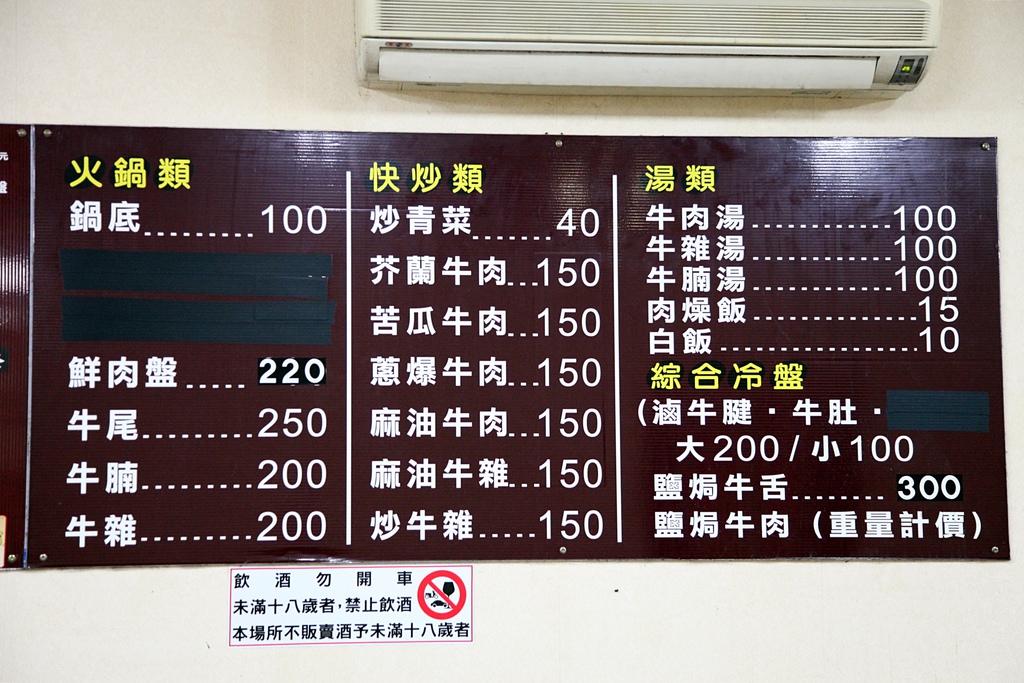 火鍋類
鍋底.........100
鮮肉盤.....220
牛尾.........250
牛腩.........200
牛雜.........200
快炒類
炒青菜.......40
芥蘭牛肉...150
苦瓜牛肉...150
蔥爆牛肉...150
麻油牛肉...150
麻油牛雜...150
炒牛雜.....150
湯類
牛肉湯............100
牛雜湯............100
牛腩湯............100
肉燥飯..............15
白飯.................10
綜合冷盤
(滷牛腱·牛肚·
大200/小100
鹽焗牛舌........300
鹽焗牛肉(重量計價)
元
盤
飲酒勿開車
未滿十八歲者,禁止飲酒
本場所不販賣酒予未滿十八歲者